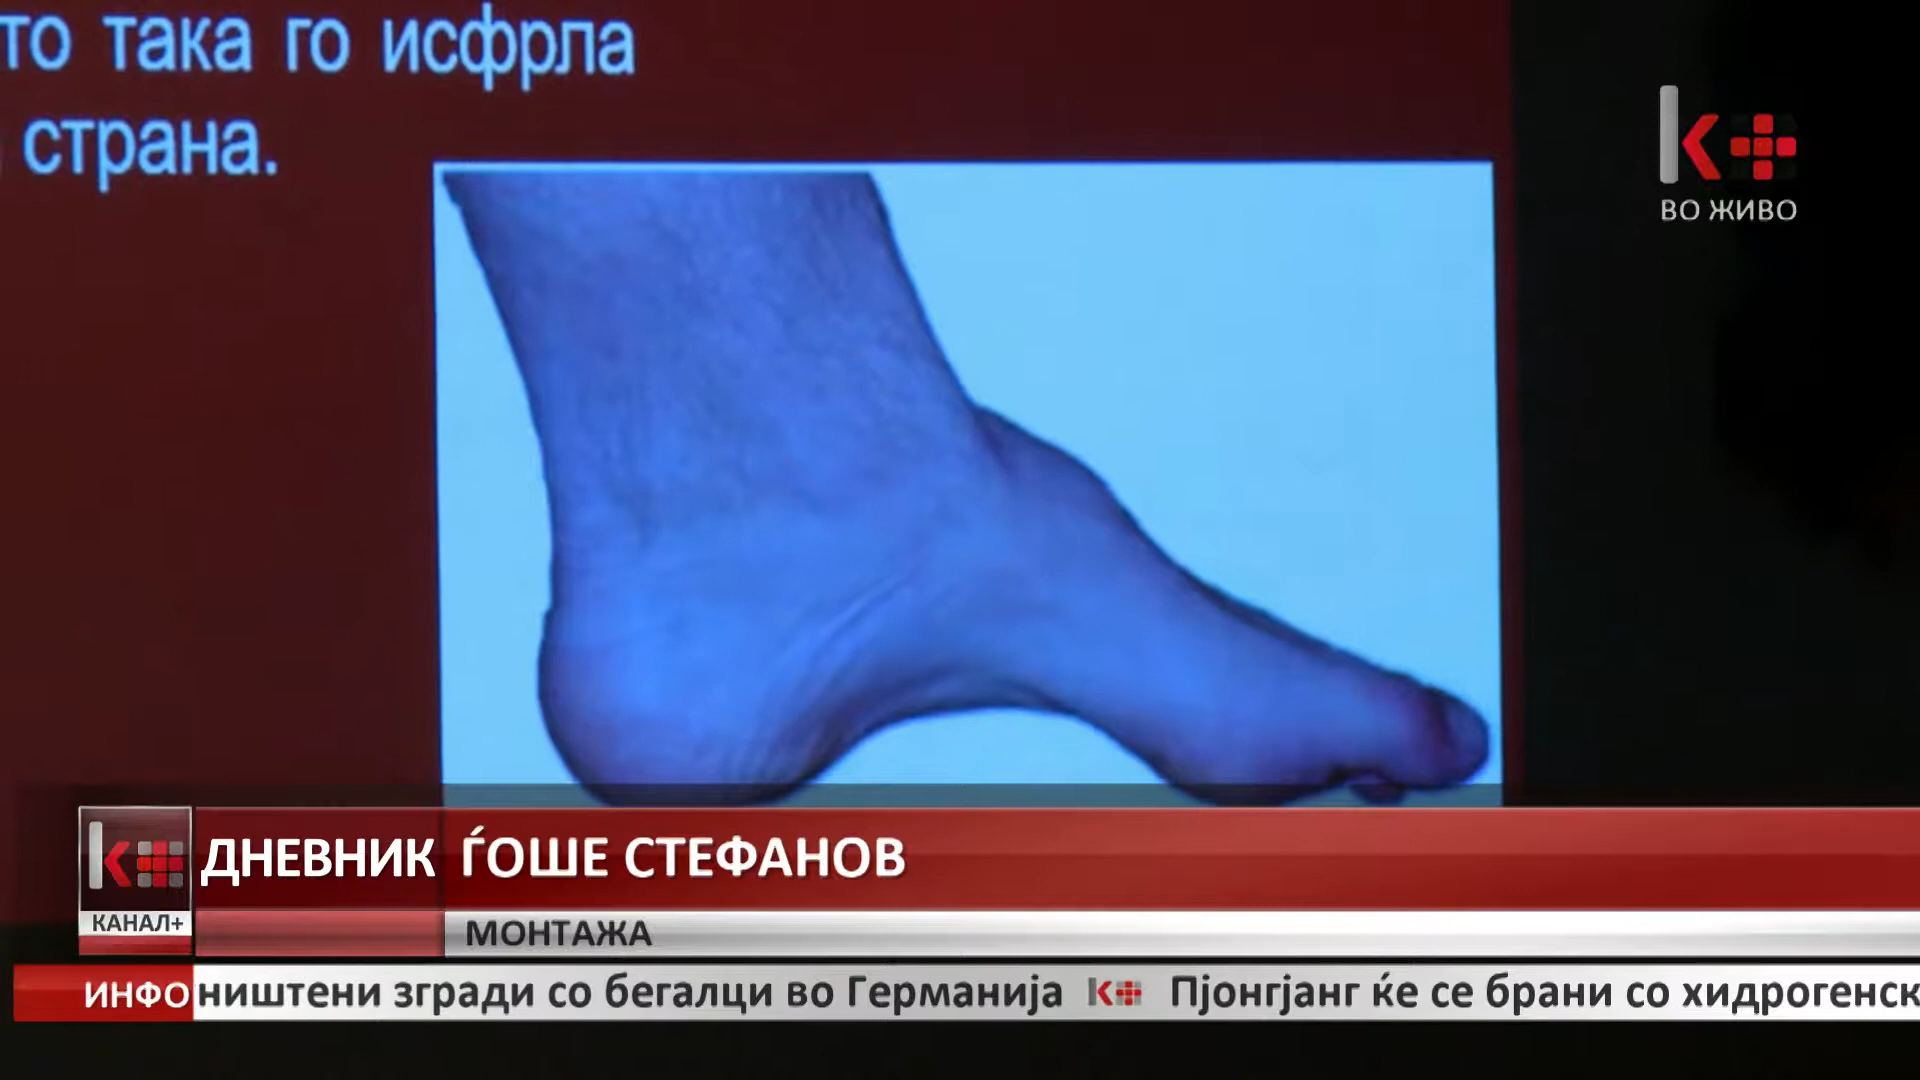 то така го исфрла
страна.
K+
ВО ЖИВО
ДНЕВНИК ЃОШЕ СТЕФАНОВ
КАНАЛ+
МОНТАЖА
ИНФО ништени згради со бегалци во Германија K+ Пјонгјанг ќе се брани со хидрогенск